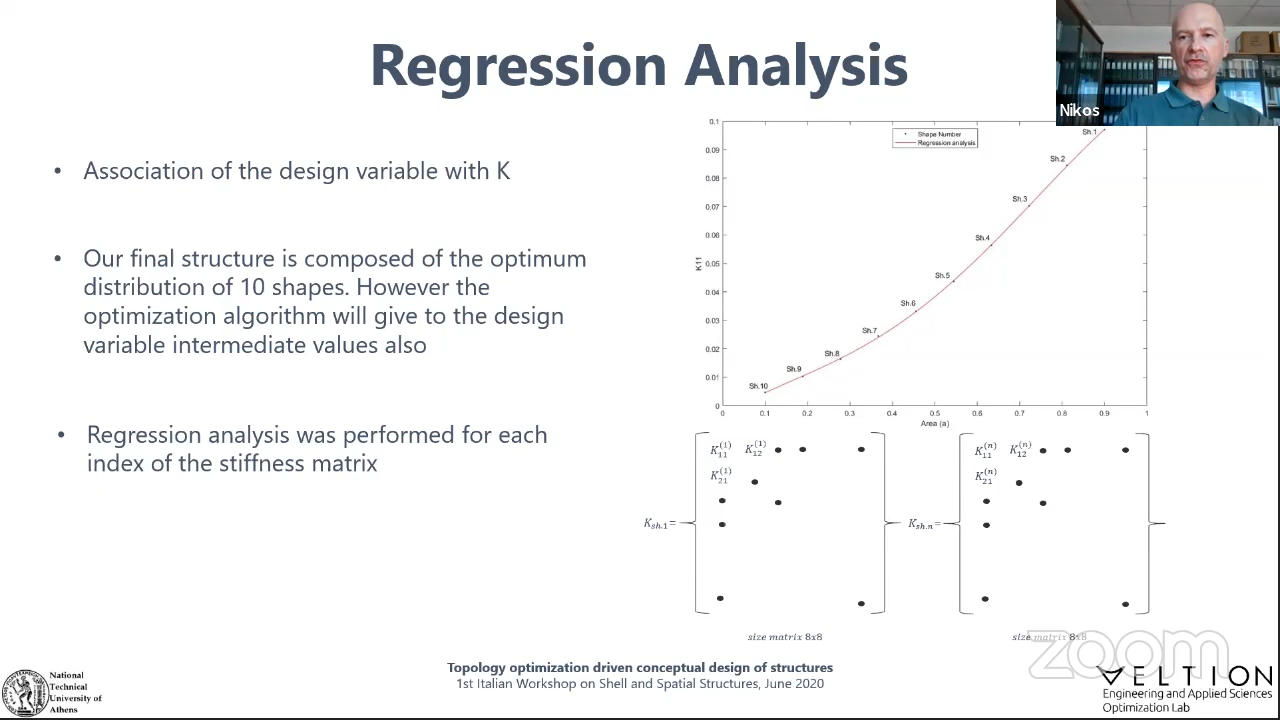 Regression Analysis
Nikos
• Association of the design variable with K
• Our final structure is composed of the optimum
distribution of 10 shapes. However the
optimization algorithm will give to the design
variable intermediate values also
• Regression analysis was performed for each
index of the stiffness matrix
Shape Number
Regression analysis
0.1
0.09
0.08
0.07
0.06
0.05
0.04
0.03
0.02
0.01
0
K11
Sh.1
Sh.2
Sh.3
Sh.4
Sh.5
Sh.6
Sh.7
Sh.8
Sh.9
Sh.10
0 0.1 0.2 0.3 0.4 0.5 0.6 0.7 0.8 0.9 1
Area (a)
K₁₁⁽¹⁾ K₁₂⁽¹⁾
K₂₁⁽¹⁾
K_sh.1=
size matrix 8x8
K₁₁⁽ⁿ⁾ K₁₂⁽ⁿ⁾
K₂₁⁽ⁿ⁾
K_sh.n=
size matrix 8x8
zoom
Topology optimization driven conceptual design of structures
1st Italian Workshop on Shell and Spatial Structures, June 2020
National
Technical
University of
Athens
VELTION
Engineering and Applied Sciences
Optimization Lab